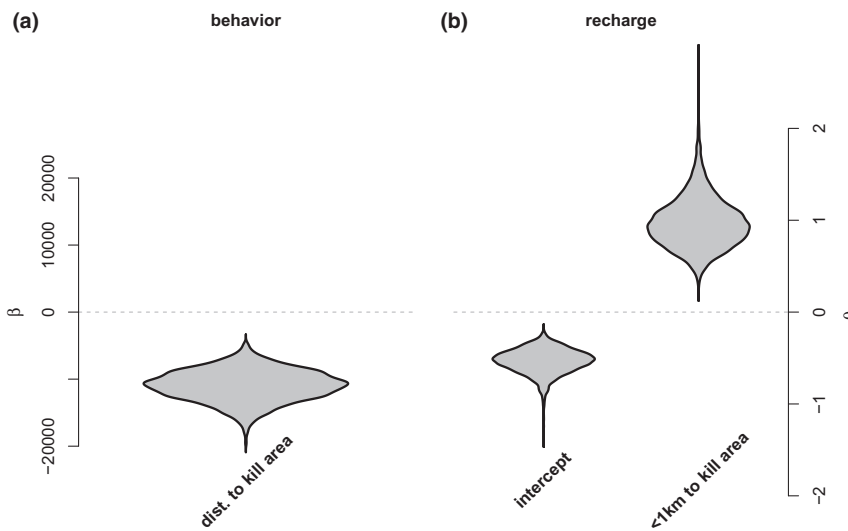 (a)
behavior
β
20000
10000
0
−20000
dist. to kill area
(b)
recharge
intercept
<1km to kill area
2
1
0
−1
−2